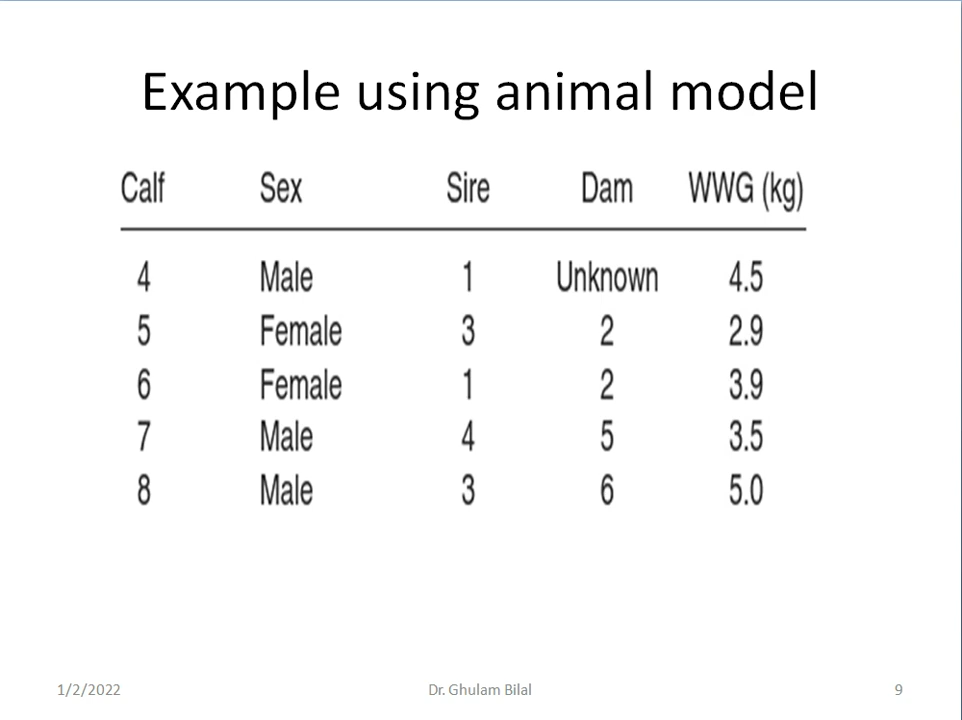 Example using animal model
Calf Sex Sire Dam WWG (kg)
4 Male 1 Unknown 4.5
5 Female 3 2 2.9
6 Female 1 2 3.9
7 Male 4 5 3.5
8 Male 3 6 5.0
1/2/2022 Dr. Ghulam Bilal 9